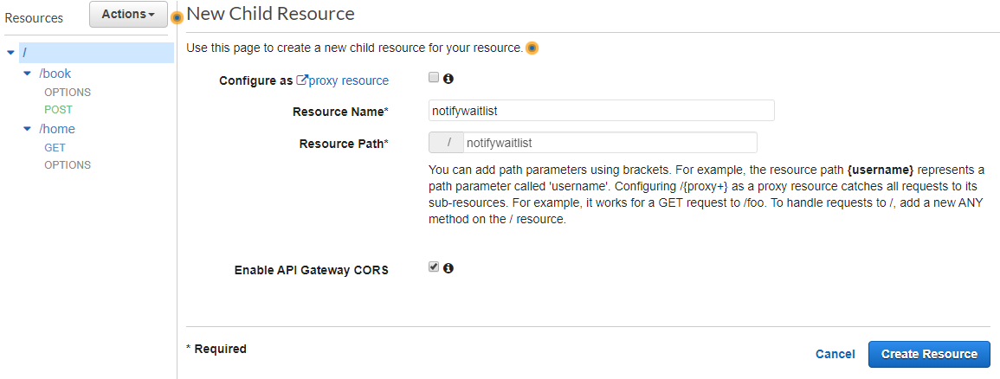 Resources
Actions
/
/book
OPTIONS
POST
/home
GET
OPTIONS
New Child Resource
Use this page to create a new child resource for your resource.
Configure as proxy resource
Resource Name*
notifywaitlist
Resource Path*
/ notifywaitlist
You can add path parameters using brackets. For example, the resource path {username} represents a
path parameter called 'username'. Configuring /{proxy+} as a proxy resource catches all requests to its
sub-resources. For example, it works for a GET request to /foo. To handle requests to /, add a new ANY
method on the / resource.
Enable API Gateway CORS
* Required
Cancel
Create Resource